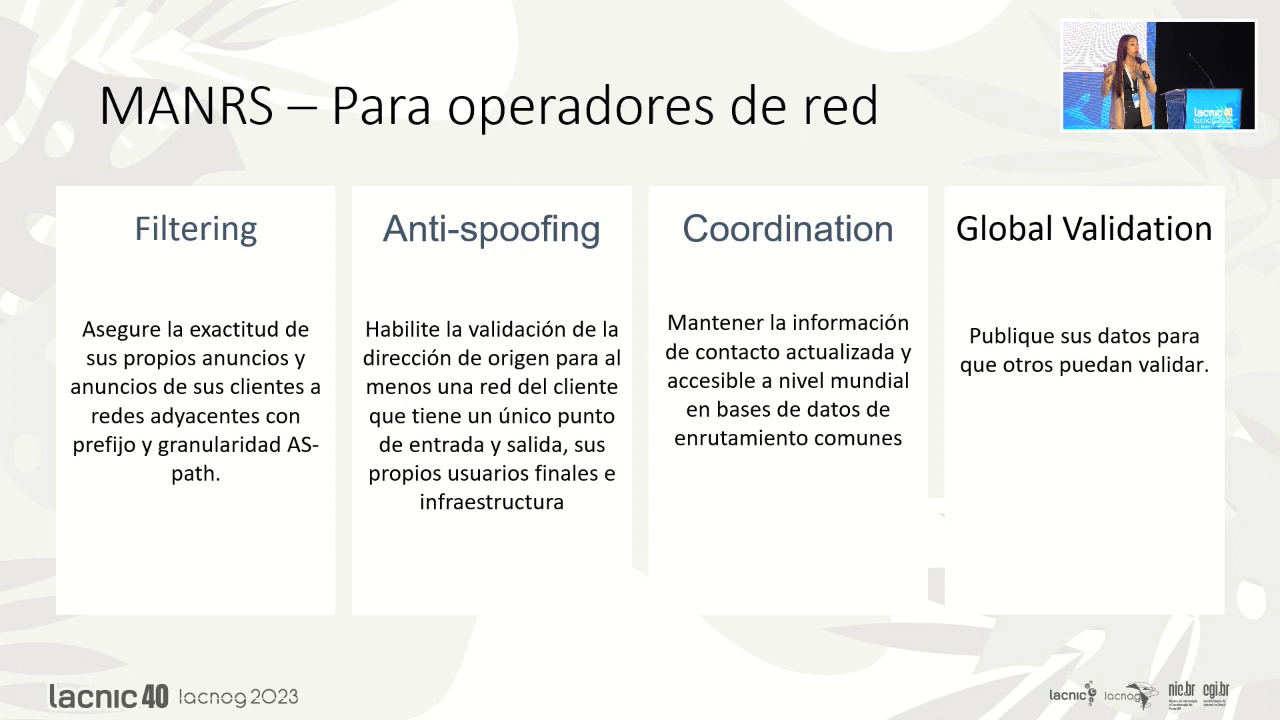 MANRS – Para operadores de red
Filtering
Asegure la exactitud de
sus propios anuncios y
anuncios de sus clientes a
redes adyacentes con
prefijo y granularidad AS-
path.
Anti-spoofing
Habilite la validación de la
dirección de origen para al
menos una red del cliente
que tiene un único punto
de entrada y salida, sus
propios usuarios finales e
infraestructura
Coordination
Mantener la información
de contacto actualizada y
accesible a nivel mundial
en bases de datos de
enrutamiento comunes
Global Validation
Publique sus datos para
que otros puedan validar.
lacnic 40
lacnog 2023
lacnic 40 lacnog 2023
lacnic lacnog nic.br cgi.br